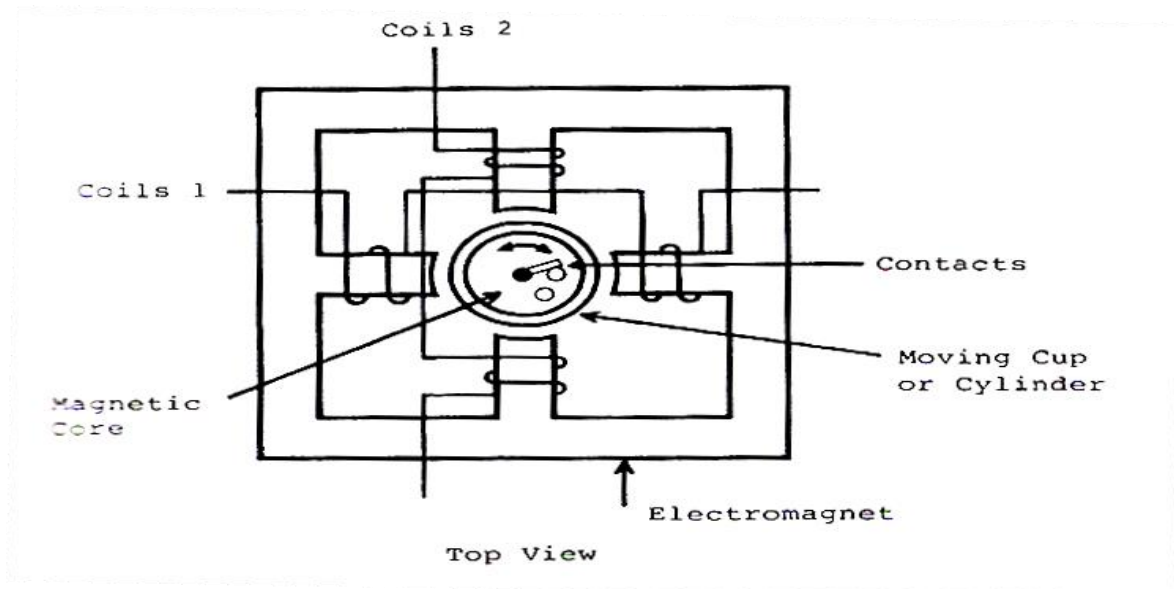 Coils 2
Coils 1
Contacts
Moving Cup
or Cylinder
Magnetic
Core
Electromagnet
Top View